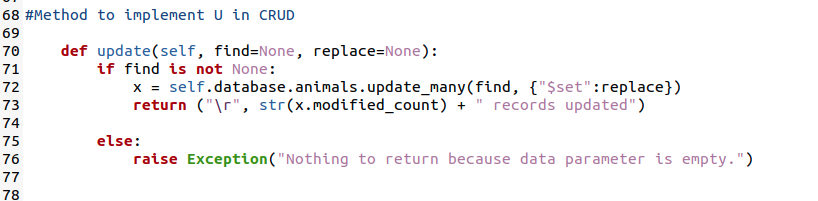 68 #Method to implement U in CRUD
69
70     def update(self, find=None, replace=None):
71         if find is not None:
72             x = self.database.animals.update_many(find, {"$set":replace})
73             return ("\r", str(x.modified_count) + " records updated")
74
75         else:
76             raise Exception("Nothing to return because data parameter is empty.")
77
78